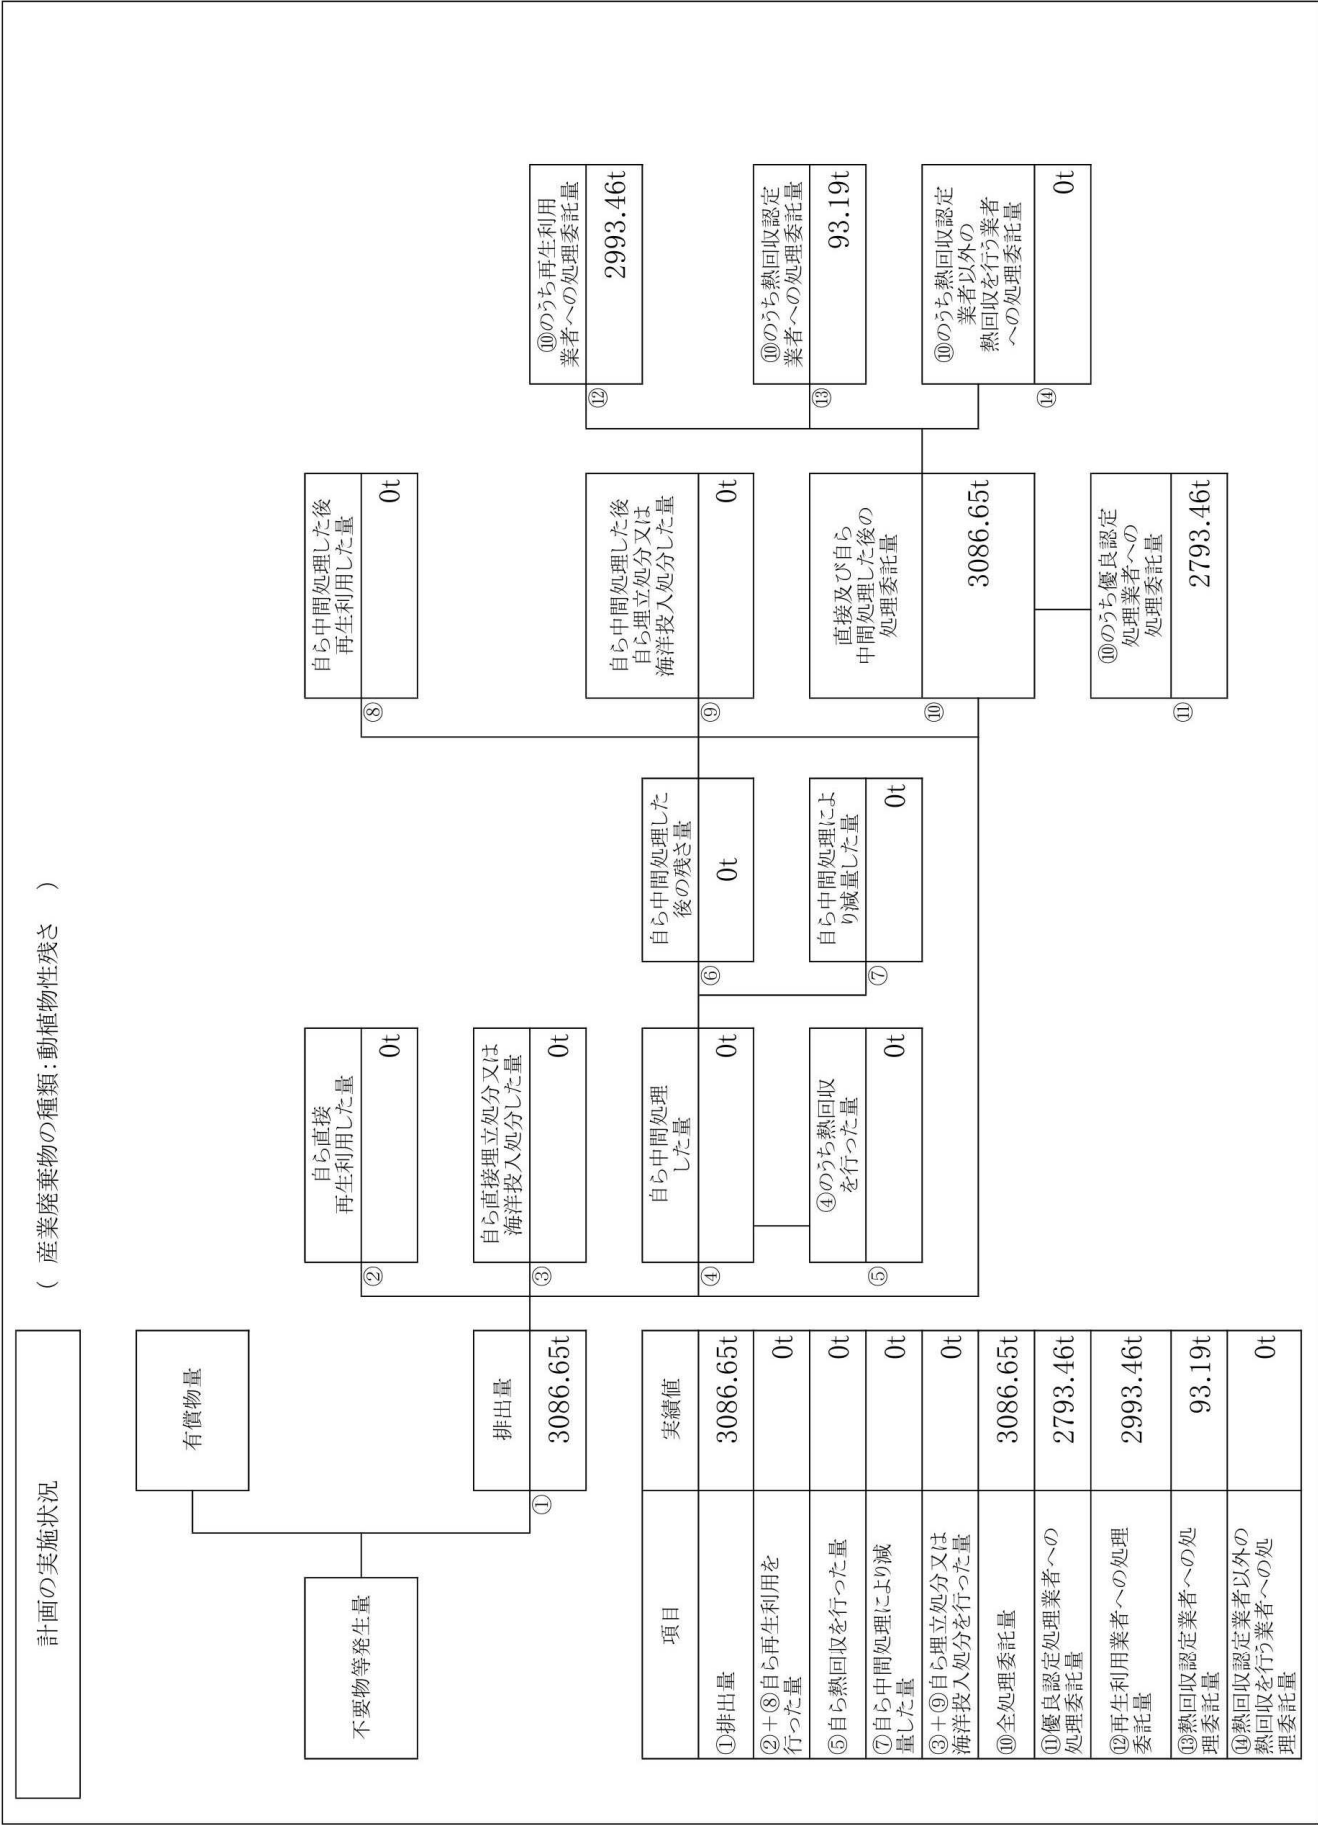 計画の実施状況
( 産業廃棄物の種類:動植物性残さ )
不要物等発生量
有償物量
①
排出量
3086.65t
②
自ら直接
再生利用した量
0t
③
自ら直接埋立処分又は
海洋投入処分した量
0t
④
自ら中間処理
した量
0t
⑤
④のうち熱回収
を行った量
0t
⑥
自ら中間処理した
後の残さ量
0t
⑦
自ら中間処理によ
り減量した量
0t
⑧
自ら中間処理した後
再生利用した量
0t
⑨
自ら中間処理した後
自ら埋立処分又は
海洋投入処分した量
0t
⑩
直接及び自ら
中間処理した後の
処理委託量
3086.65t
⑪
⑩のうち優良認定
処理業者への
処理委託量
2793.46t
⑫
⑩のうち再生利用
業者への処理委託量
2993.46t
⑬
⑩のうち熱回収認定
業者への処理委託量
93.19t
⑭
⑩のうち熱回収認定
業者以外の
熱回収を行う業者
への処理委託量
0t
項目 実績値
①排出量 3086.65t
②+⑧自ら再生利用を
行った量 0t
⑤自ら熱回収を行った量 0t
⑦自ら中間処理により減
量した量 0t
③+⑨自ら埋立処分又は
海洋投入処分を行った量 0t
⑩全処理委託量 3086.65t
⑪優良認定処理業者への
処理委託量 2793.46t
⑫再生利用業者への処理
委託量 2993.46t
⑬熱回収認定業者への処
理委託量 93.19t
⑭熱回収認定業者以外の
熱回収を行う業者への処
理委託量 0t